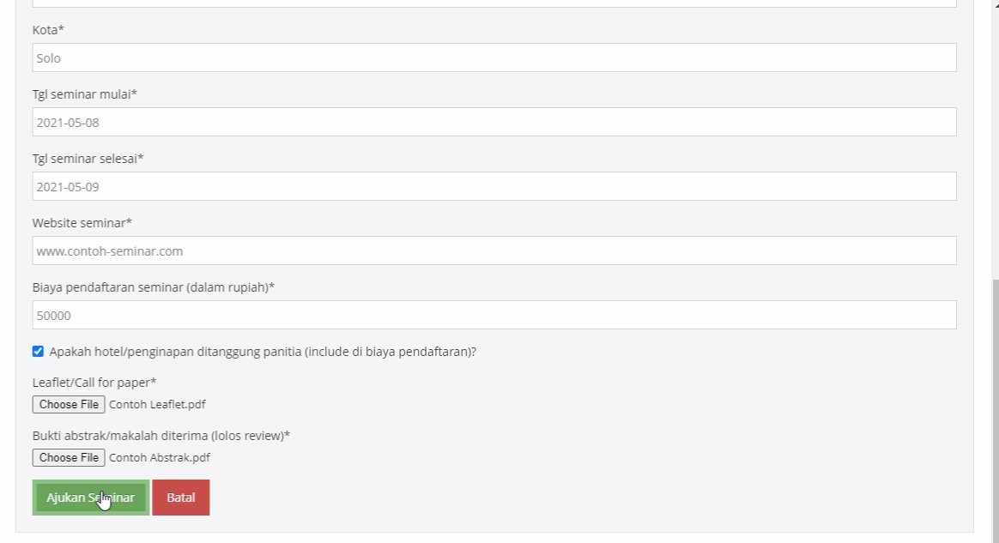 Kota*
Solo
Tgl seminar mulai*
2021-05-08
Tgl seminar selesai*
2021-05-09
Website seminar*
www.contoh-seminar.com
Biaya pendaftaran seminar (dalam rupiah)*
50000
Apakah hotel/penginapan ditanggung panitia (include di biaya pendaftaran)?
Leaflet/Call for paper*
Choose File Contoh Leaflet.pdf
Bukti abstrak/makalah diterima (lolos review)*
Choose File Contoh Abstrak.pdf
Ajukan Seminar Batal